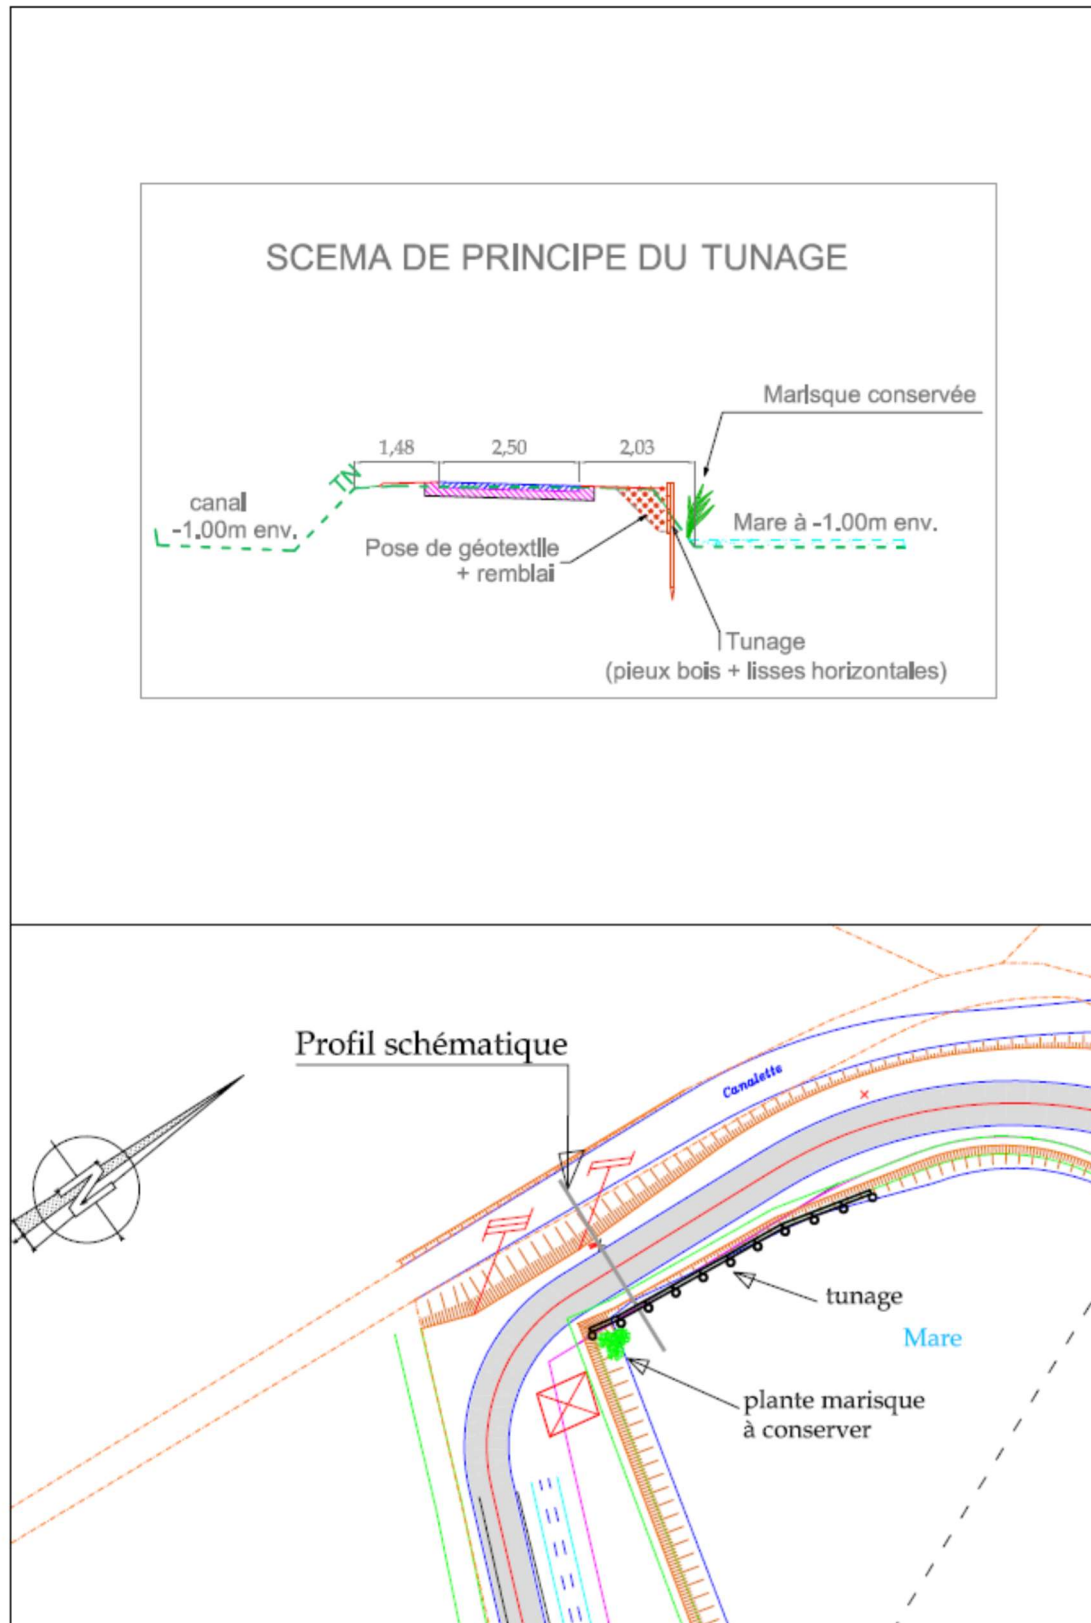 SCEMA DE PRINCIPE DU TUNAGE
Marisque conservée
1,48
2,50
2,03
TN
canal
-1.00m env.
Mare à -1.00m env.
Pose de géotextile
+ remblai
Tunage
(pieux bois + lisses horizontales)
Profil schématique
Canalette
N
tunage
Mare
plante marisque
à conserver